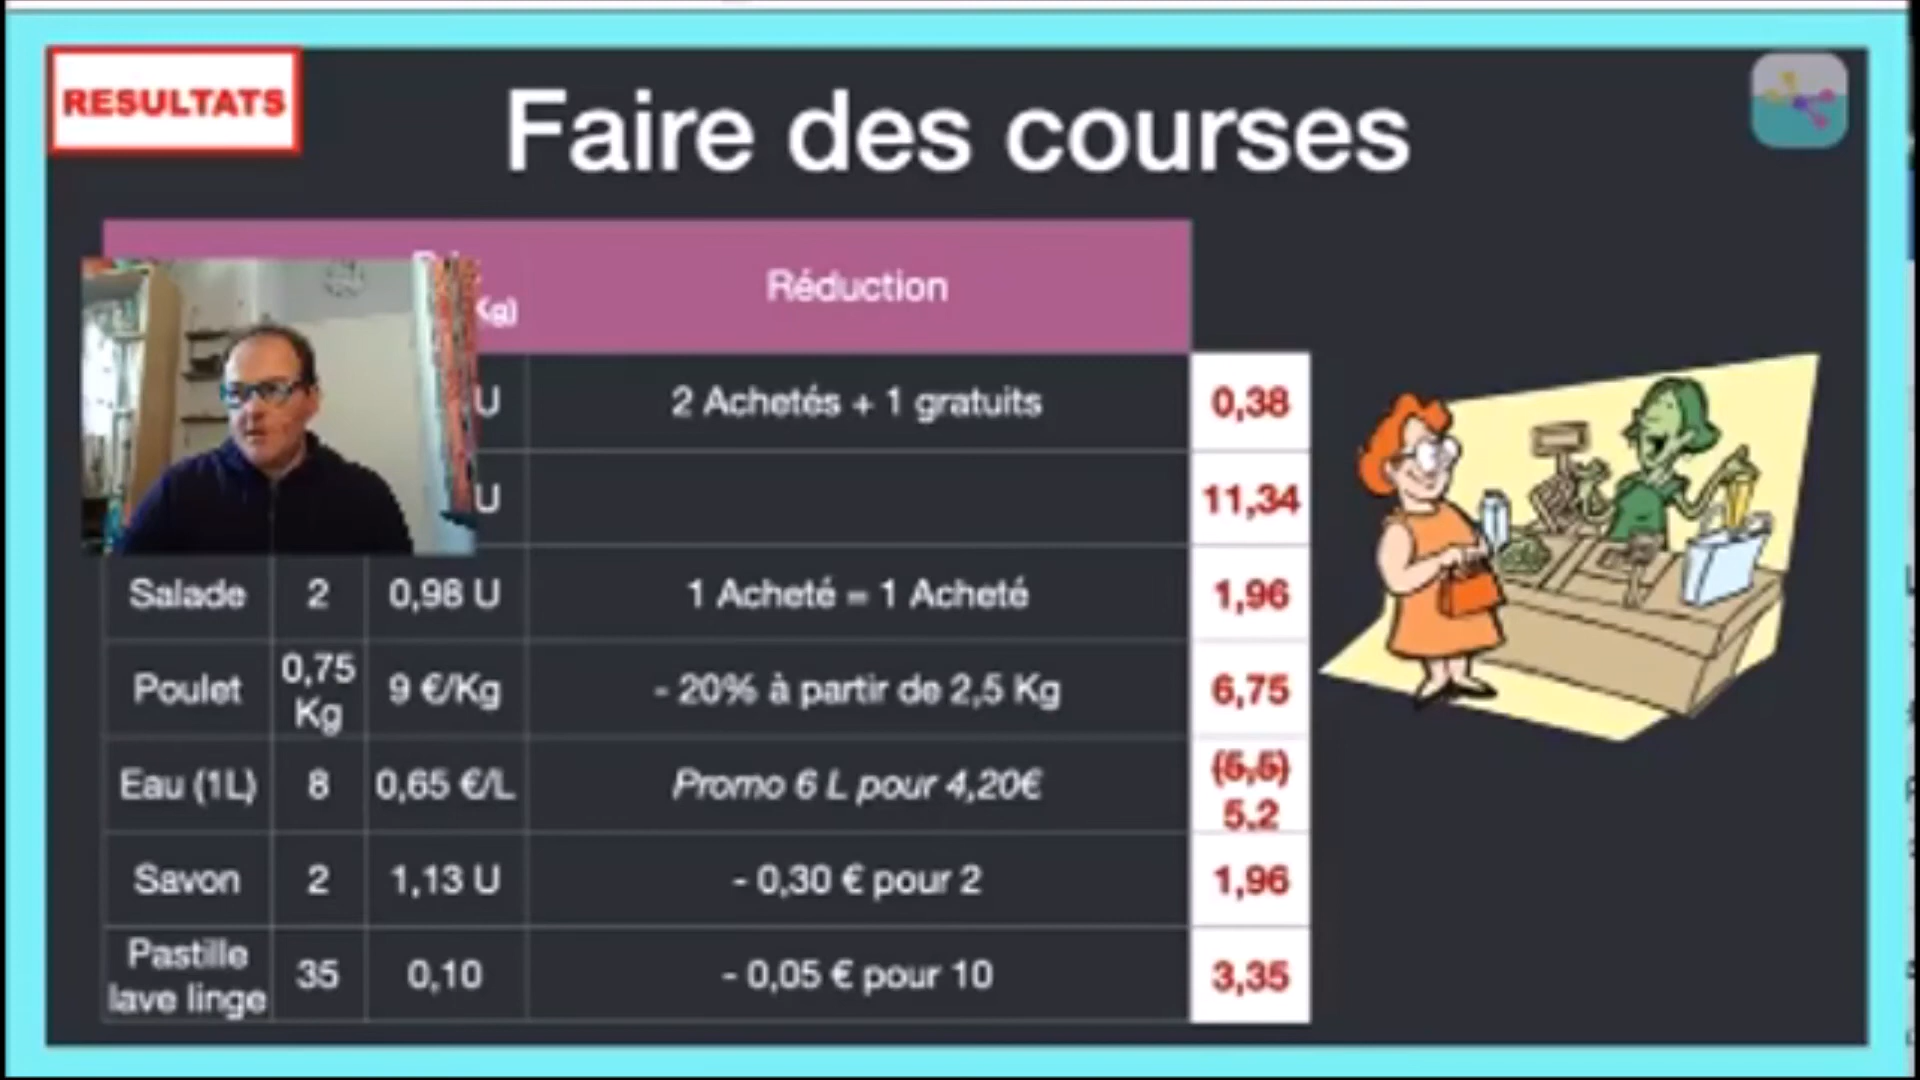 RESULTATS
Faire des courses
Kg)
Réduction
U
2 Achetés + 1 gratuits
0,38
U
11,34
Salade
2
0,98 U
1 Acheté = 1 Acheté
1,96
Poulet
0,75
Kg
9 €/Kg
- 20% à partir de 2,5 Kg
6,75
Eau (1L)
8
0,65 €/L
Promo 6 L pour 4,20€
(5,5)
5.2
Savon
2
1,13 U
- 0,30 € pour 2
1,96
Pastille
lave linge
35
0,10
- 0,05 € pour 10
3,35